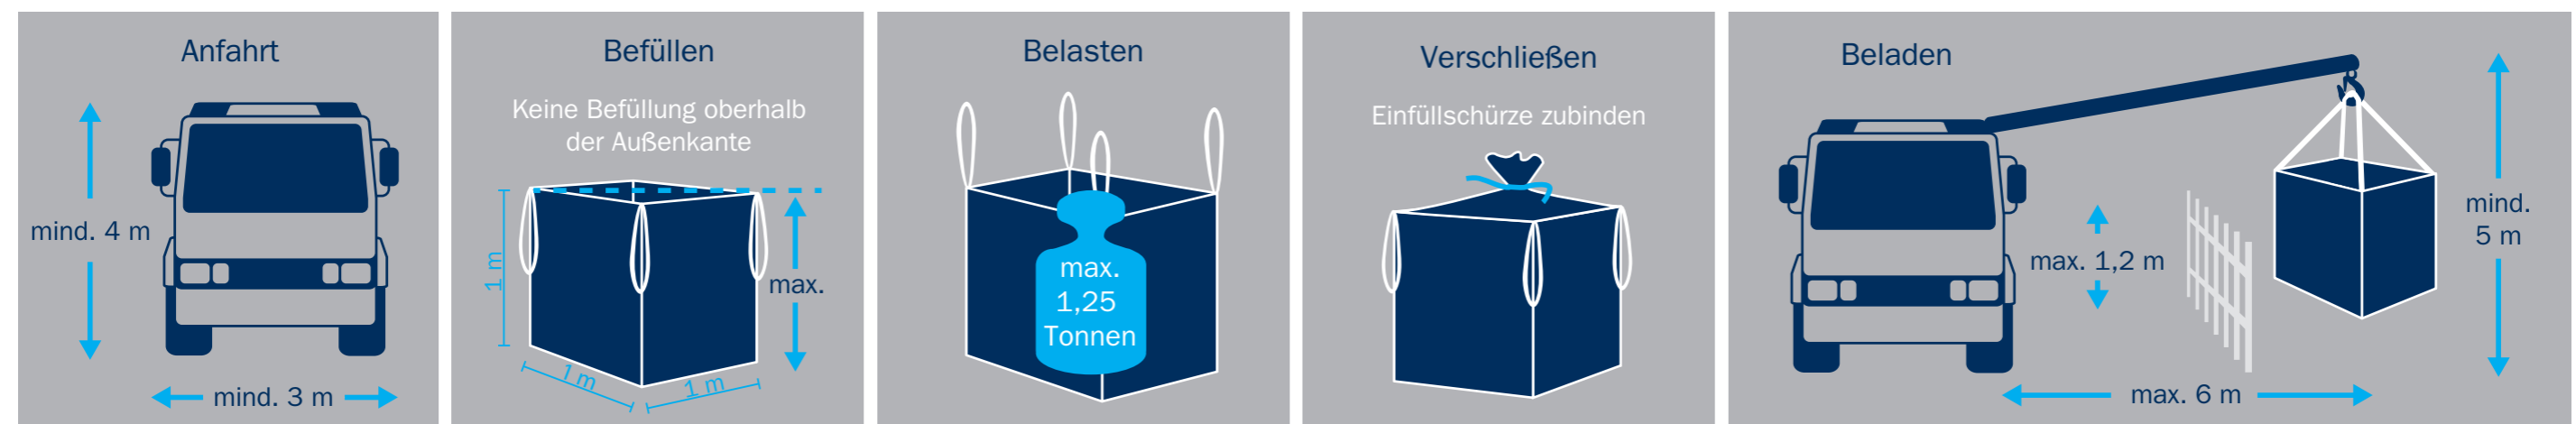 Anfahrt
mind. 4 m
mind. 3 m
Befüllen
Keine Befüllung oberhalb
der Außenkante
1 m
max.
1 m
1 m
Belasten
max.
1,25
Tonnen
Verschließen
Einfüllschürze zubinden
Beladen
mind.
5 m
max. 1,2 m
max. 6 m